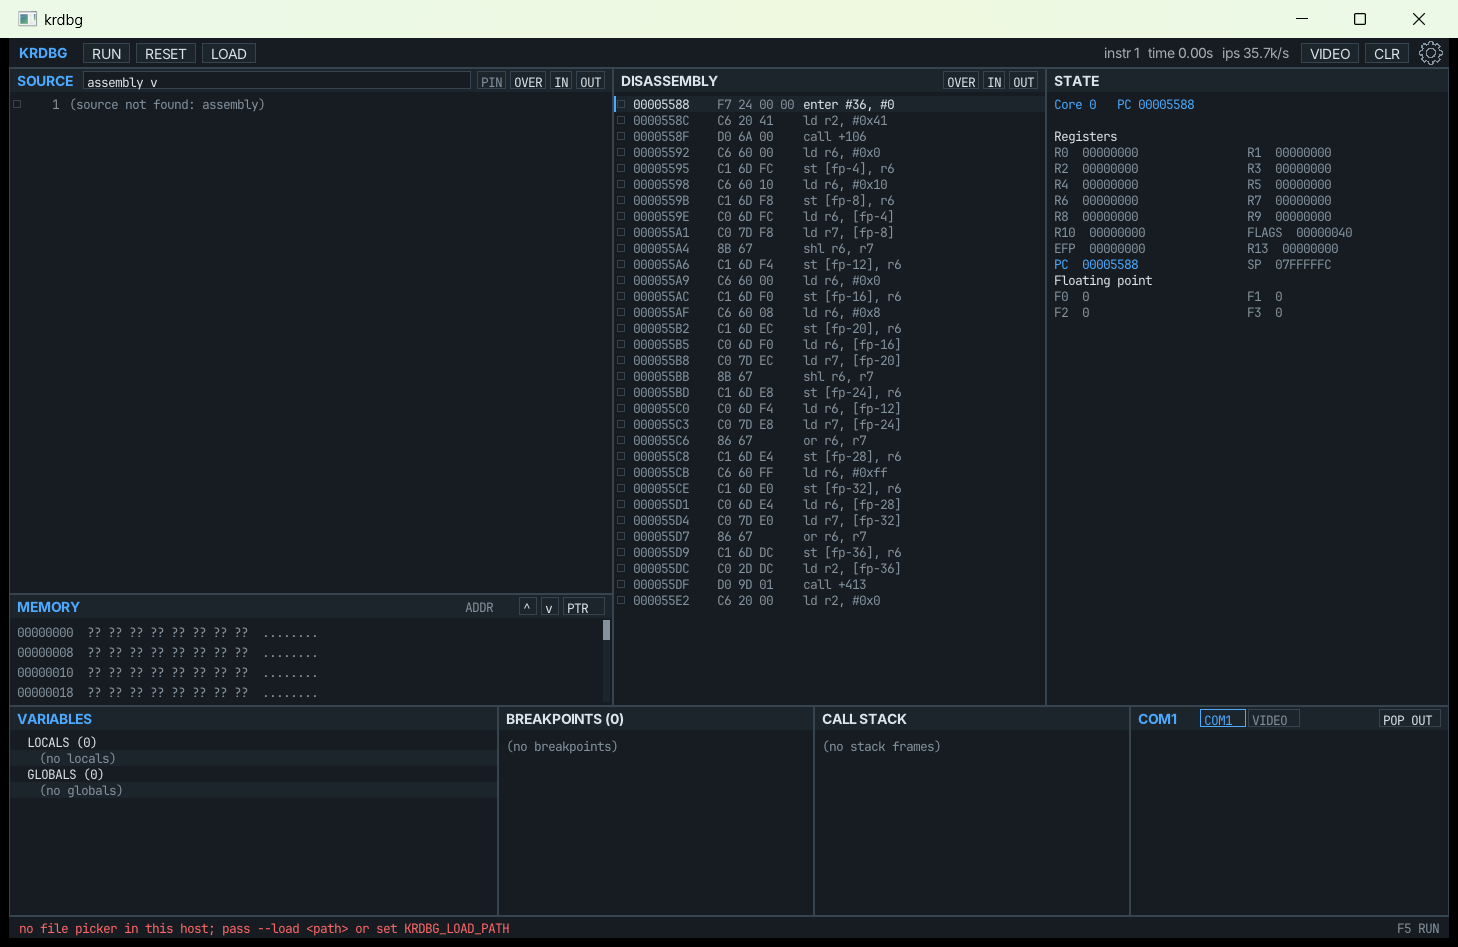 krdbg
KRDBG RUN RESET LOAD instr 1 time 0.00s ips 35.7k/s VIDEO CLR
SOURCE assembly v PIN OVER IN OUT
1 (source not found: assembly)
DISASSEMBLY OVER IN OUT
00005588 F7 24 00 00 enter #36, #0
0000558C C6 20 41 ld r2, #0x41
0000558F D0 6A 00 call +106
00005592 C6 60 00 ld r6, #0x0
00005595 C1 6D FC st [fp-4], r6
00005598 C6 60 10 ld r6, #0x10
0000559B C1 6D F8 st [fp-8], r6
0000559E C0 6D FC ld r6, [fp-4]
000055A1 C0 7D F8 ld r7, [fp-8]
000055A4 8B 67 shl r6, r7
000055A6 C1 6D F4 st [fp-12], r6
000055A9 C6 60 00 ld r6, #0x0
000055AC C1 6D F0 st [fp-16], r6
000055AF C6 60 08 ld r6, #0x8
000055B2 C1 6D EC st [fp-20], r6
000055B5 C0 6D F0 ld r6, [fp-16]
000055B8 C0 7D EC ld r7, [fp-20]
000055BB 8B 67 shl r6, r7
000055BD C1 6D E8 st [fp-24], r6
000055C0 C0 6D F4 ld r6, [fp-12]
000055C3 C0 7D E8 ld r7, [fp-24]
000055C6 86 67 or r6, r7
000055C8 C1 6D E4 st [fp-28], r6
000055CB C6 60 FF ld r6, #0xff
000055CE C1 6D E0 st [fp-32], r6
000055D1 C0 6D E4 ld r6, [fp-28]
000055D4 C0 7D E0 ld r7, [fp-32]
000055D7 86 67 or r6, r7
000055D9 C1 6D DC st [fp-36], r6
000055DC C0 2D DC ld r2, [fp-36]
000055DF D0 9D 01 call +413
000055E2 C6 20 00 ld r2, #0x0
STATE
Core 0 PC 00005588
Registers
R0 00000000 R1 00000000
R2 00000000 R3 00000000
R4 00000000 R5 00000000
R6 00000000 R7 00000000
R8 00000000 R9 00000000
R10 00000000 FLAGS 00000040
EFP 00000000 R13 00000000
PC 00005588 SP 07FFFFFC
Floating point
F0 0 F1 0
F2 0 F3 0
MEMORY ADDR ^ v PTR
00000000 ?? ?? ?? ?? ?? ?? ?? ?? ........
00000008 ?? ?? ?? ?? ?? ?? ?? ?? ........
00000010 ?? ?? ?? ?? ?? ?? ?? ?? ........
00000018 ?? ?? ?? ?? ?? ?? ?? ?? ........
VARIABLES
LOCALS (0)
(no locals)
GLOBALS (0)
(no globals)
BREAKPOINTS (0)
(no breakpoints)
CALL STACK
(no stack frames)
COM1 COM1 VIDEO POP OUT
no file picker in this host; pass --load <path> or set KRDBG_LOAD_PATH F5 RUN